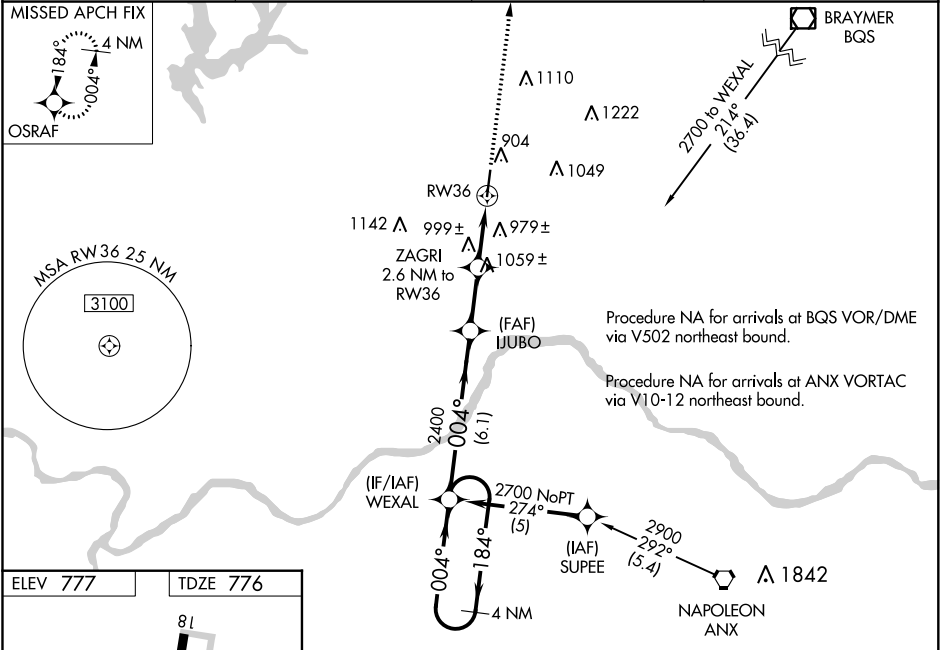 MISSED APCH FIX
4 NM
184°
004°
OSRAF
BRAYMER
BQS
2700 to WEXAL
214°
(36.4)
1110
1222
904
1049
RW36
1142
999±
979±
ZAGRI
2.6 NM to
RW36
1059±
MSA RW36 25 NM
3100
(FAF)
IJUBO
Procedure NA for arrivals at BQS VOR/DME
via V502 northeast bound.
Procedure NA for arrivals at ANX VORTAC
via V10-12 northeast bound.
2400
004°
(6.1)
(IF/IAF)
WEXAL
2700 NoPT
274°
(5)
(IAF)
SUPEE
2900
292°
(5.4)
004°
184°
4 NM
1842
NAPOLEON
ANX
ELEV 777
TDZE 776
18